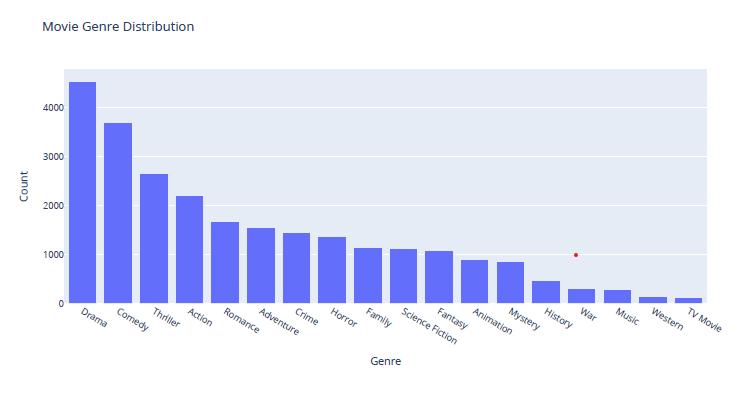 Movie Genre Distribution
Count
4000
3000
2000
1000
0
Drama
Comedy
Thriller
Action
Romance
Adventure
Crime
Horror
Family
Science Fiction
Fantasy
Animation
Mystery
History
War
Music
Western
TV Movie
Genre